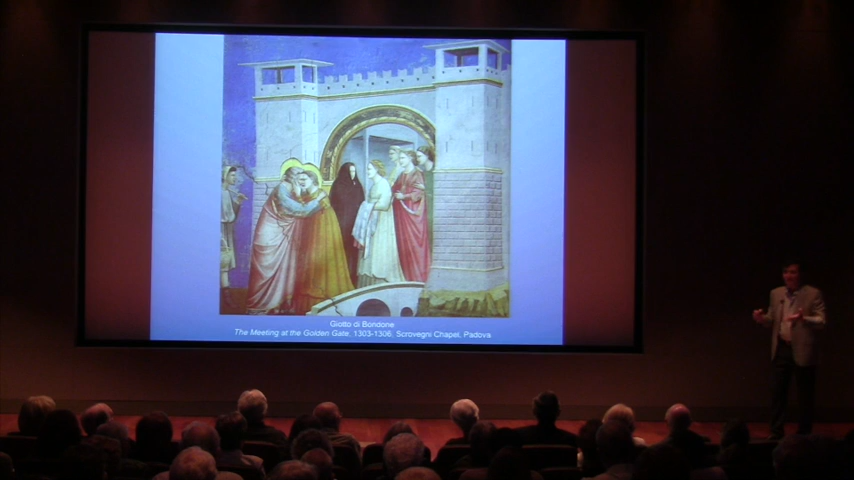 Giotto di Bondone
The Meeting at the Golden Gate, 1303-1306, Scrovegni Chapel, Padova